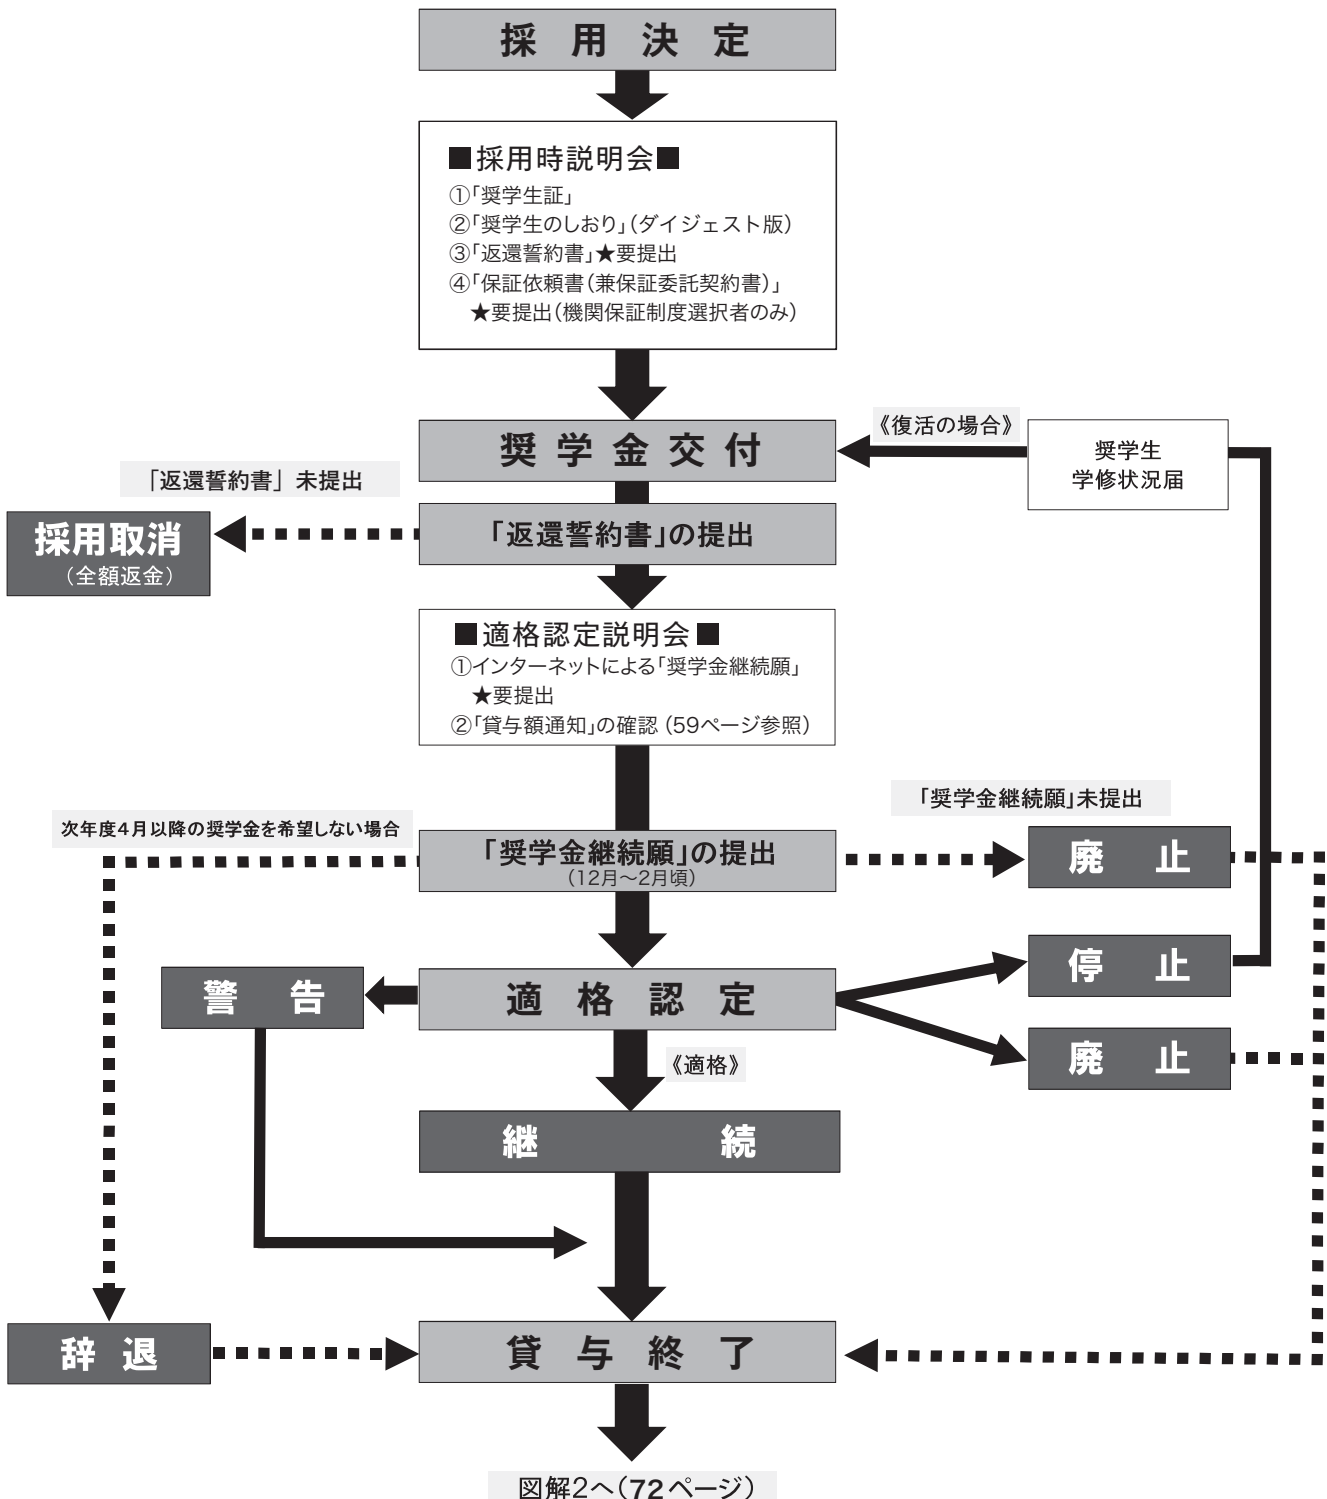 採用決定
■採用時説明会■
①「奨学生証」
②「奨学生のしおり」（ダイジェスト版）
③「返還誓約書」★要提出
④「保証依頼書（兼保証委託契約書）」
★要提出（機関保証制度選択者のみ）
奨学金交付
《復活の場合》
奨学生
学修状況届
「返還誓約書」未提出
採用取消
（全額返金）
「返還誓約書」の提出
■適格認定説明会■
①インターネットによる「奨学金継続願」
★要提出
②「貸与額通知」の確認（59ページ参照）
「奨学金継続願」未提出
次年度4月以降の奨学金を希望しない場合
「奨学金継続願」の提出
（12月～2月頃）
廃止
停止
警告
適格認定
廃止
《適格》
継続
辞退
貸与終了
図解2へ（72ページ）